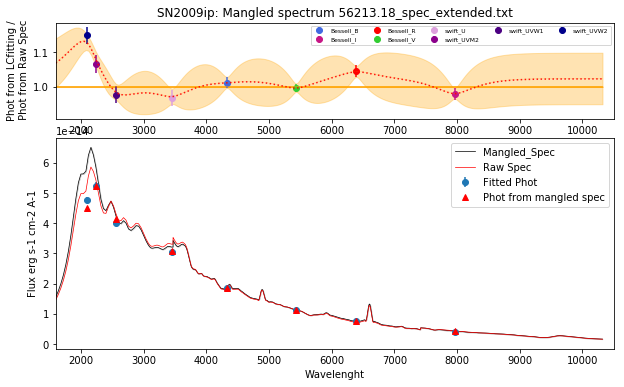 SN2009ip: Mangled spectrum 56213.18_spec_extended.txt
Phot from LCfitting /
Phot from Raw Spec
1.1
1.0
Bessell_B
Bessell_I
Bessell_R
Bessell_V
swift_U
swift_UVM2
swift_UVW1
swift_UVW2
2000 3000 4000 5000 6000 7000 8000 9000 10000
1e−14
Flux erg s-1 cm-2 A-1
6
5
4
3
2
1
0
Mangled_Spec
Raw Spec
Fitted Phot
Phot from mangled spec
2000 3000 4000 5000 6000 7000 8000 9000 10000
Wavelenght